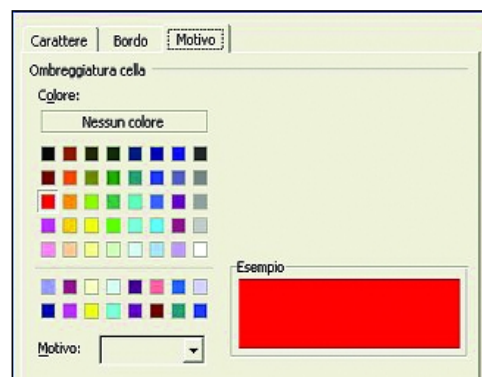 Carattere Bordo Motivo
Ombreggiatura cella
Colore:
Nessun colore
Esempio
Motivo: